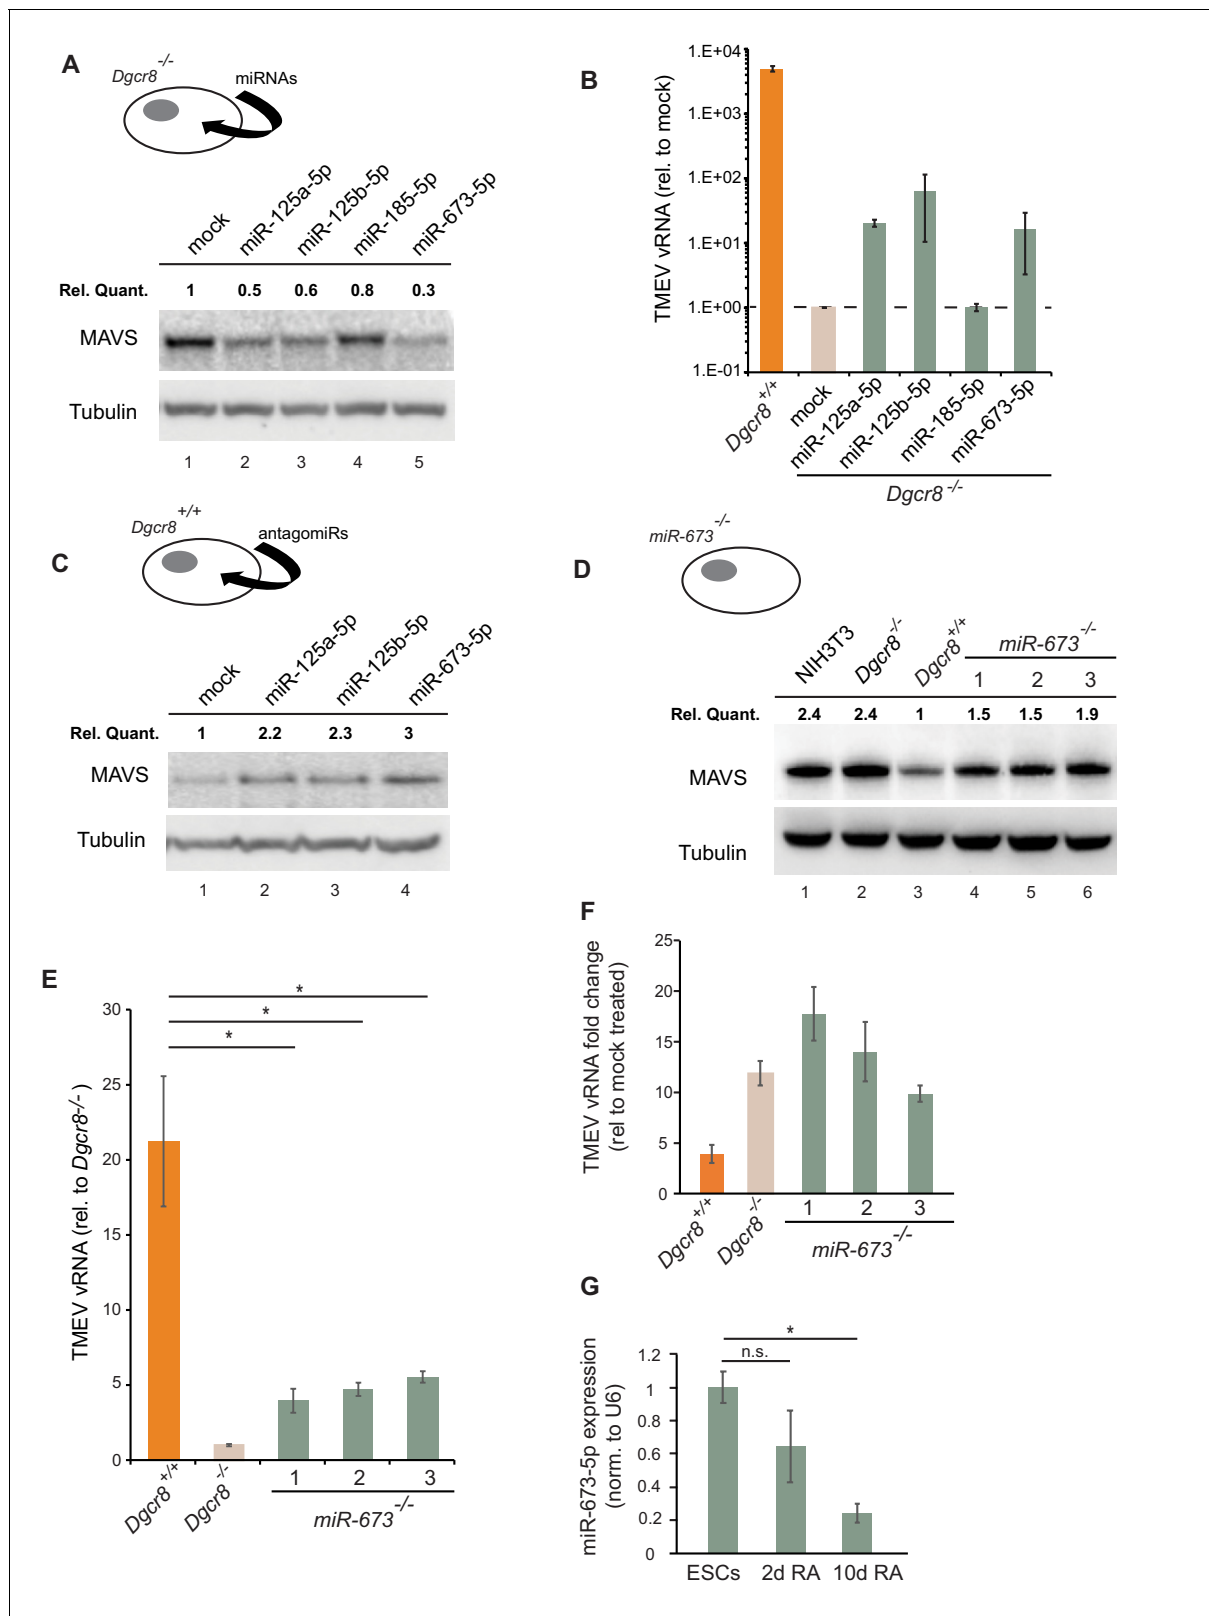 A
Dgcr8 -/-
miRNAs
mock
miR-125a-5p
miR-125b-5p
miR-185-5p
miR-673-5p
Rel. Quant. 1 0.5 0.6 0.8 0.3
MAVS
Tubulin
1 2 3 4 5
B
TMEV vRNA (rel. to mock)
1.E+04
1.E+03
1.E+02
1.E+01
1.E+00
1.E-01
Dgcr8 +/+
mock
miR-125a-5p
miR-125b-5p
miR-185-5p
miR-673-5p
Dgcr8 -/-
C
Dgcr8 +/+
antagomiRs
mock
miR-125a-5p
miR-125b-5p
miR-673-5p
Rel. Quant. 1 2.2 2.3 3
MAVS
Tubulin
1 2 3 4
D
miR-673 -/-
NIH3T3
Dgcr8 -/-
Dgcr8 +/+
miR-673 -/-
1 2 3
Rel. Quant. 2.4 2.4 1 1.5 1.5 1.9
MAVS
Tubulin
1 2 3 4 5 6
E
TMEV vRNA (rel. to Dgcr8-/- )
30
25
20
15
10
5
0
*
*
*
Dgcr8 +/+
Dgcr8 -/-
1 2 3
miR-673 -/-
F
TMEV vRNA fold change
(rel to mock treated)
25
20
15
10
5
0
Dgcr8 +/+
Dgcr8 -/-
1 2 3
miR-673 -/-
G
miR-673-5p expression
(norm. to U6)
1.2
1
0.8
0.6
0.4
0.2
0
*
n.s.
ESCs 2d RA 10d RA